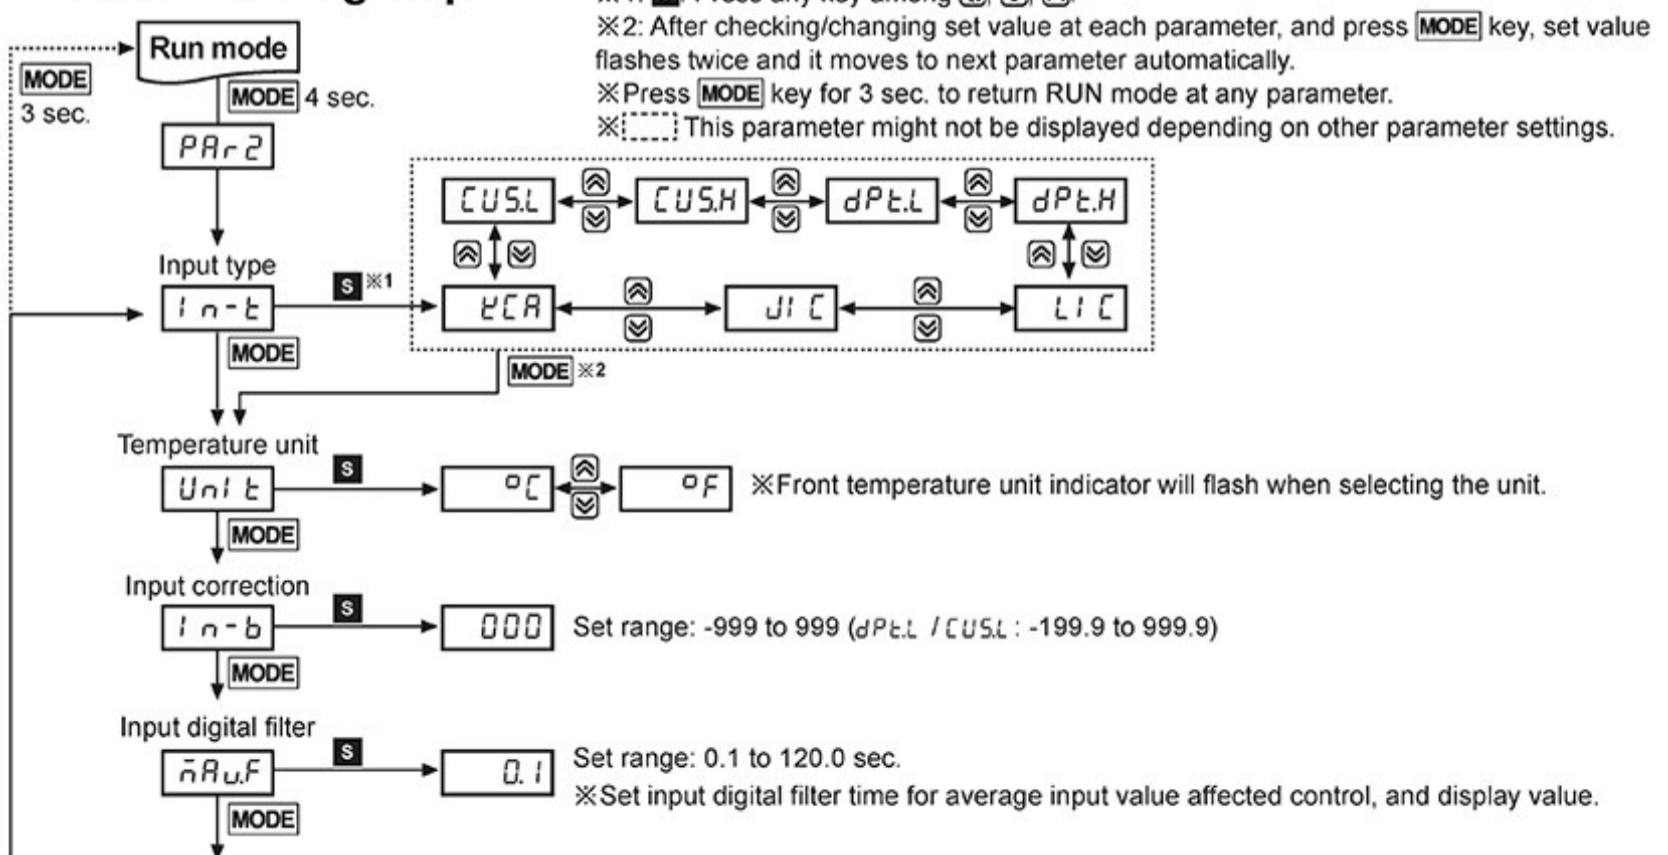 ※2: After checking/changing set value at each parameter, and press MODE key, set value
flashes twice and it moves to next parameter automatically.
※Press MODE key for 3 sec. to return RUN mode at any parameter.
※ This parameter might not be displayed depending on other parameter settings.
Run mode
MODE
3 sec.
MODE 4 sec.
PAr2
CUS.L
CUS.H
dPt.L
dPt.H
Input type
In-t
S ※1
KCA
JIC
LIC
MODE
MODE ※2
Temperature unit
UnIt
S
°C
°F
※Front temperature unit indicator will flash when selecting the unit.
MODE
Input correction
In-b
S
000
Set range: -999 to 999 (dPt.L / CUS.L : -199.9 to 999.9)
MODE
Input digital filter
mAv.F
S
0.1
Set range: 0.1 to 120.0 sec.
※Set input digital filter time for average input value affected control, and display value.
MODE